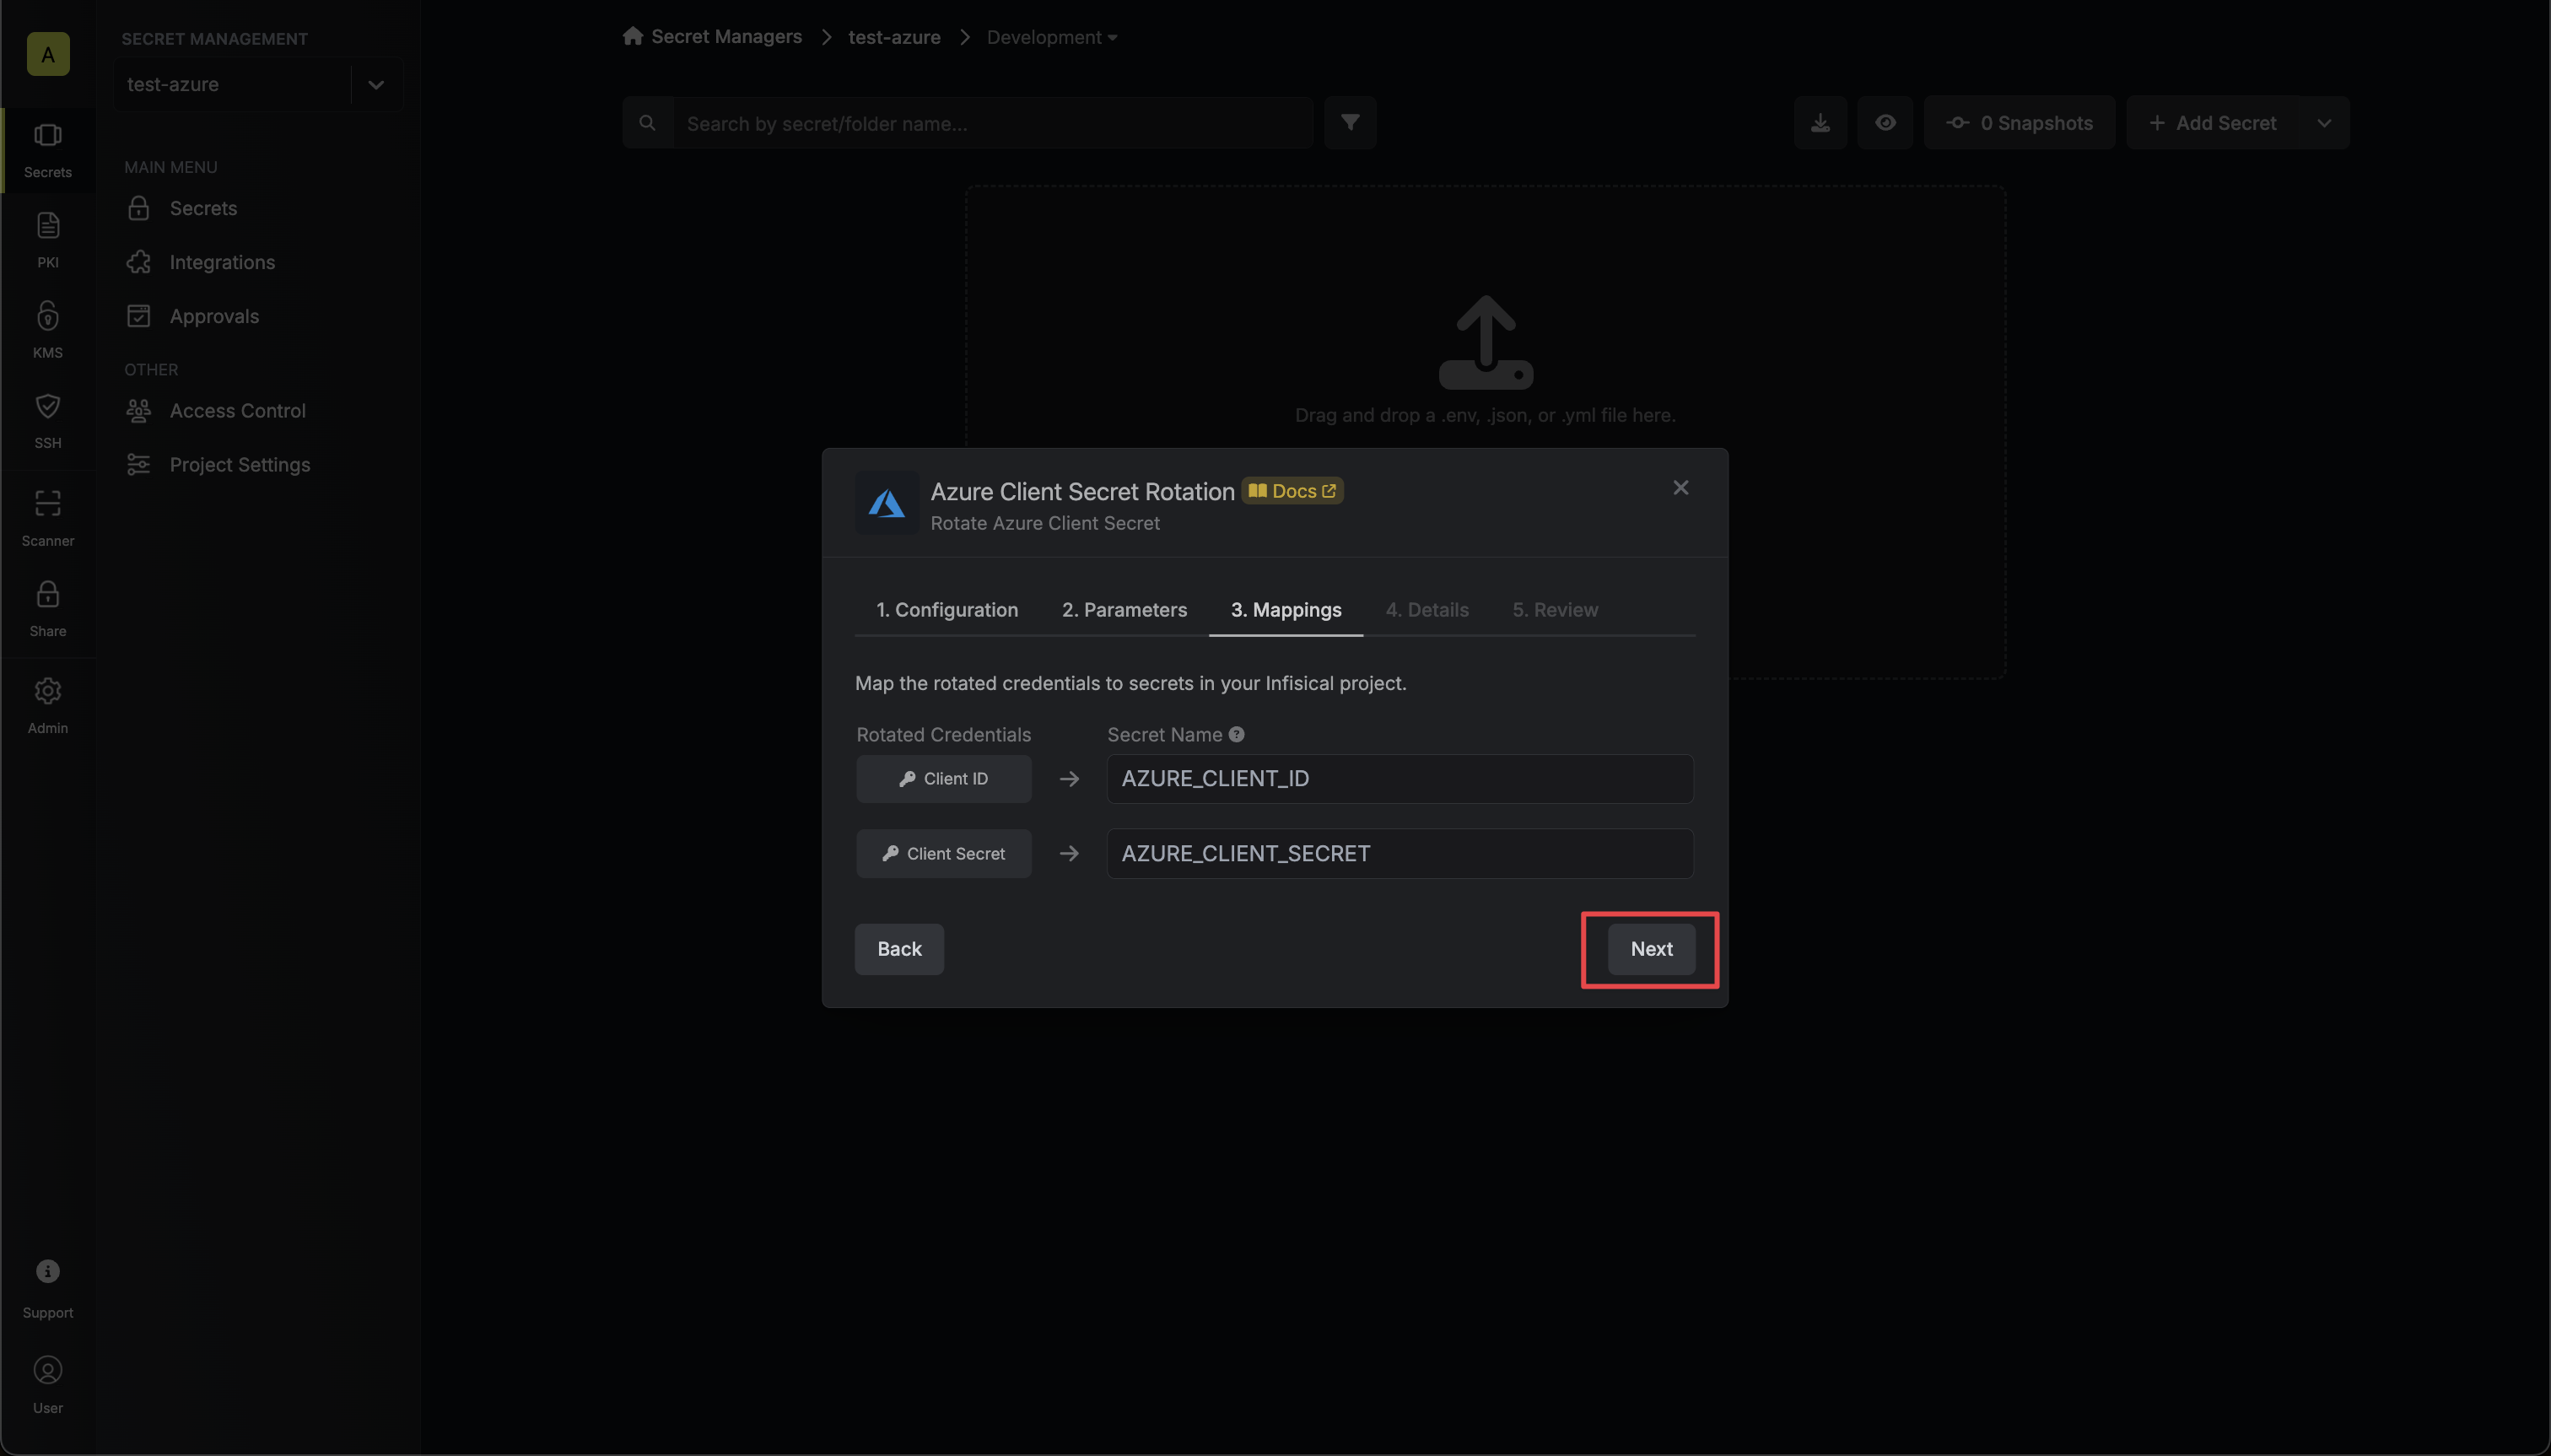 A
Secrets
PKI
KMS
SSH
Scanner
Share
Admin
Support
User
SECRET MANAGEMENT
test-azure
MAIN MENU
Secrets
Integrations
Approvals
OTHER
Access Control
Project Settings
Secret Managers > test-azure > Development
Search by secret/folder name...
0 Snapshots
+ Add Secret
Drag and drop a .env, .json, or .yml file here.
Azure Client Secret Rotation Docs
Rotate Azure Client Secret
1. Configuration 2. Parameters 3. Mappings 4. Details 5. Review
Map the rotated credentials to secrets in your Infisical project.
Rotated Credentials Secret Name
Client ID → AZURE_CLIENT_ID
Client Secret → AZURE_CLIENT_SECRET
Back Next